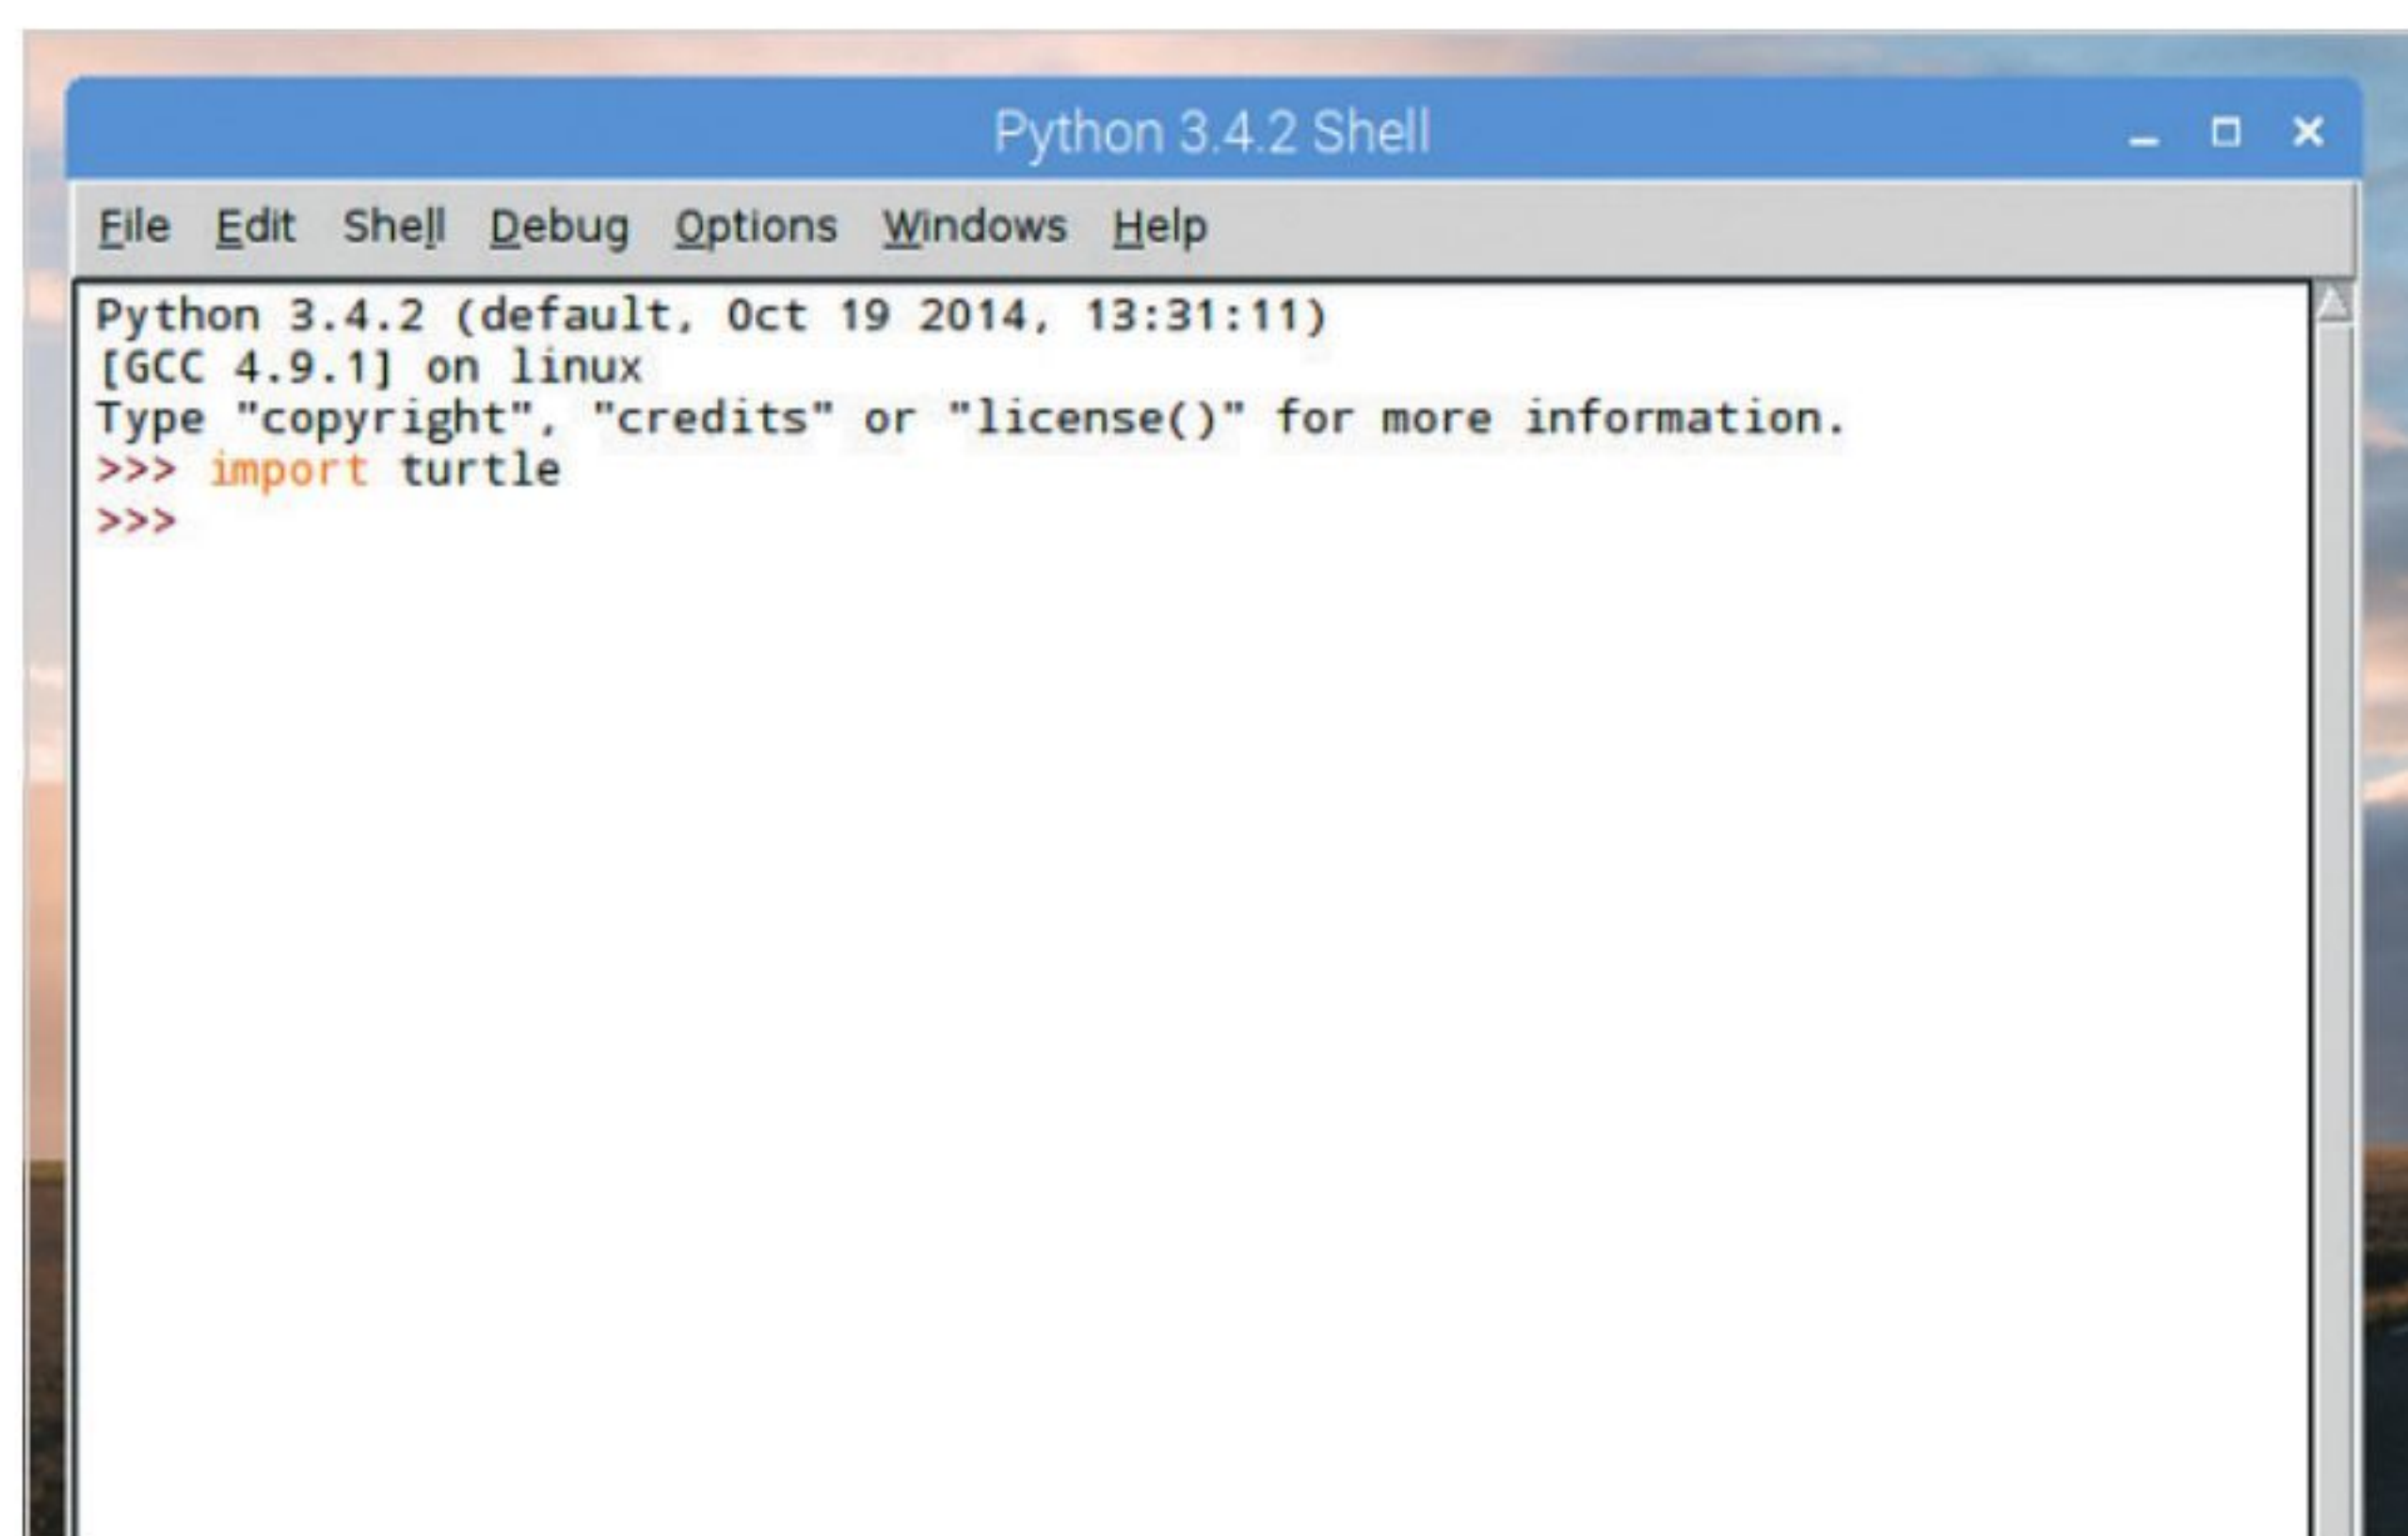 Python 3.4.2 Shell
File Edit Shell Debug Options Windows Help
Python 3.4.2 (default, Oct 19 2014, 13:31:11)
[GCC 4.9.1] on linux
Type "copyright", "credits" or "license()" for more information.
>>> import turtle
>>>